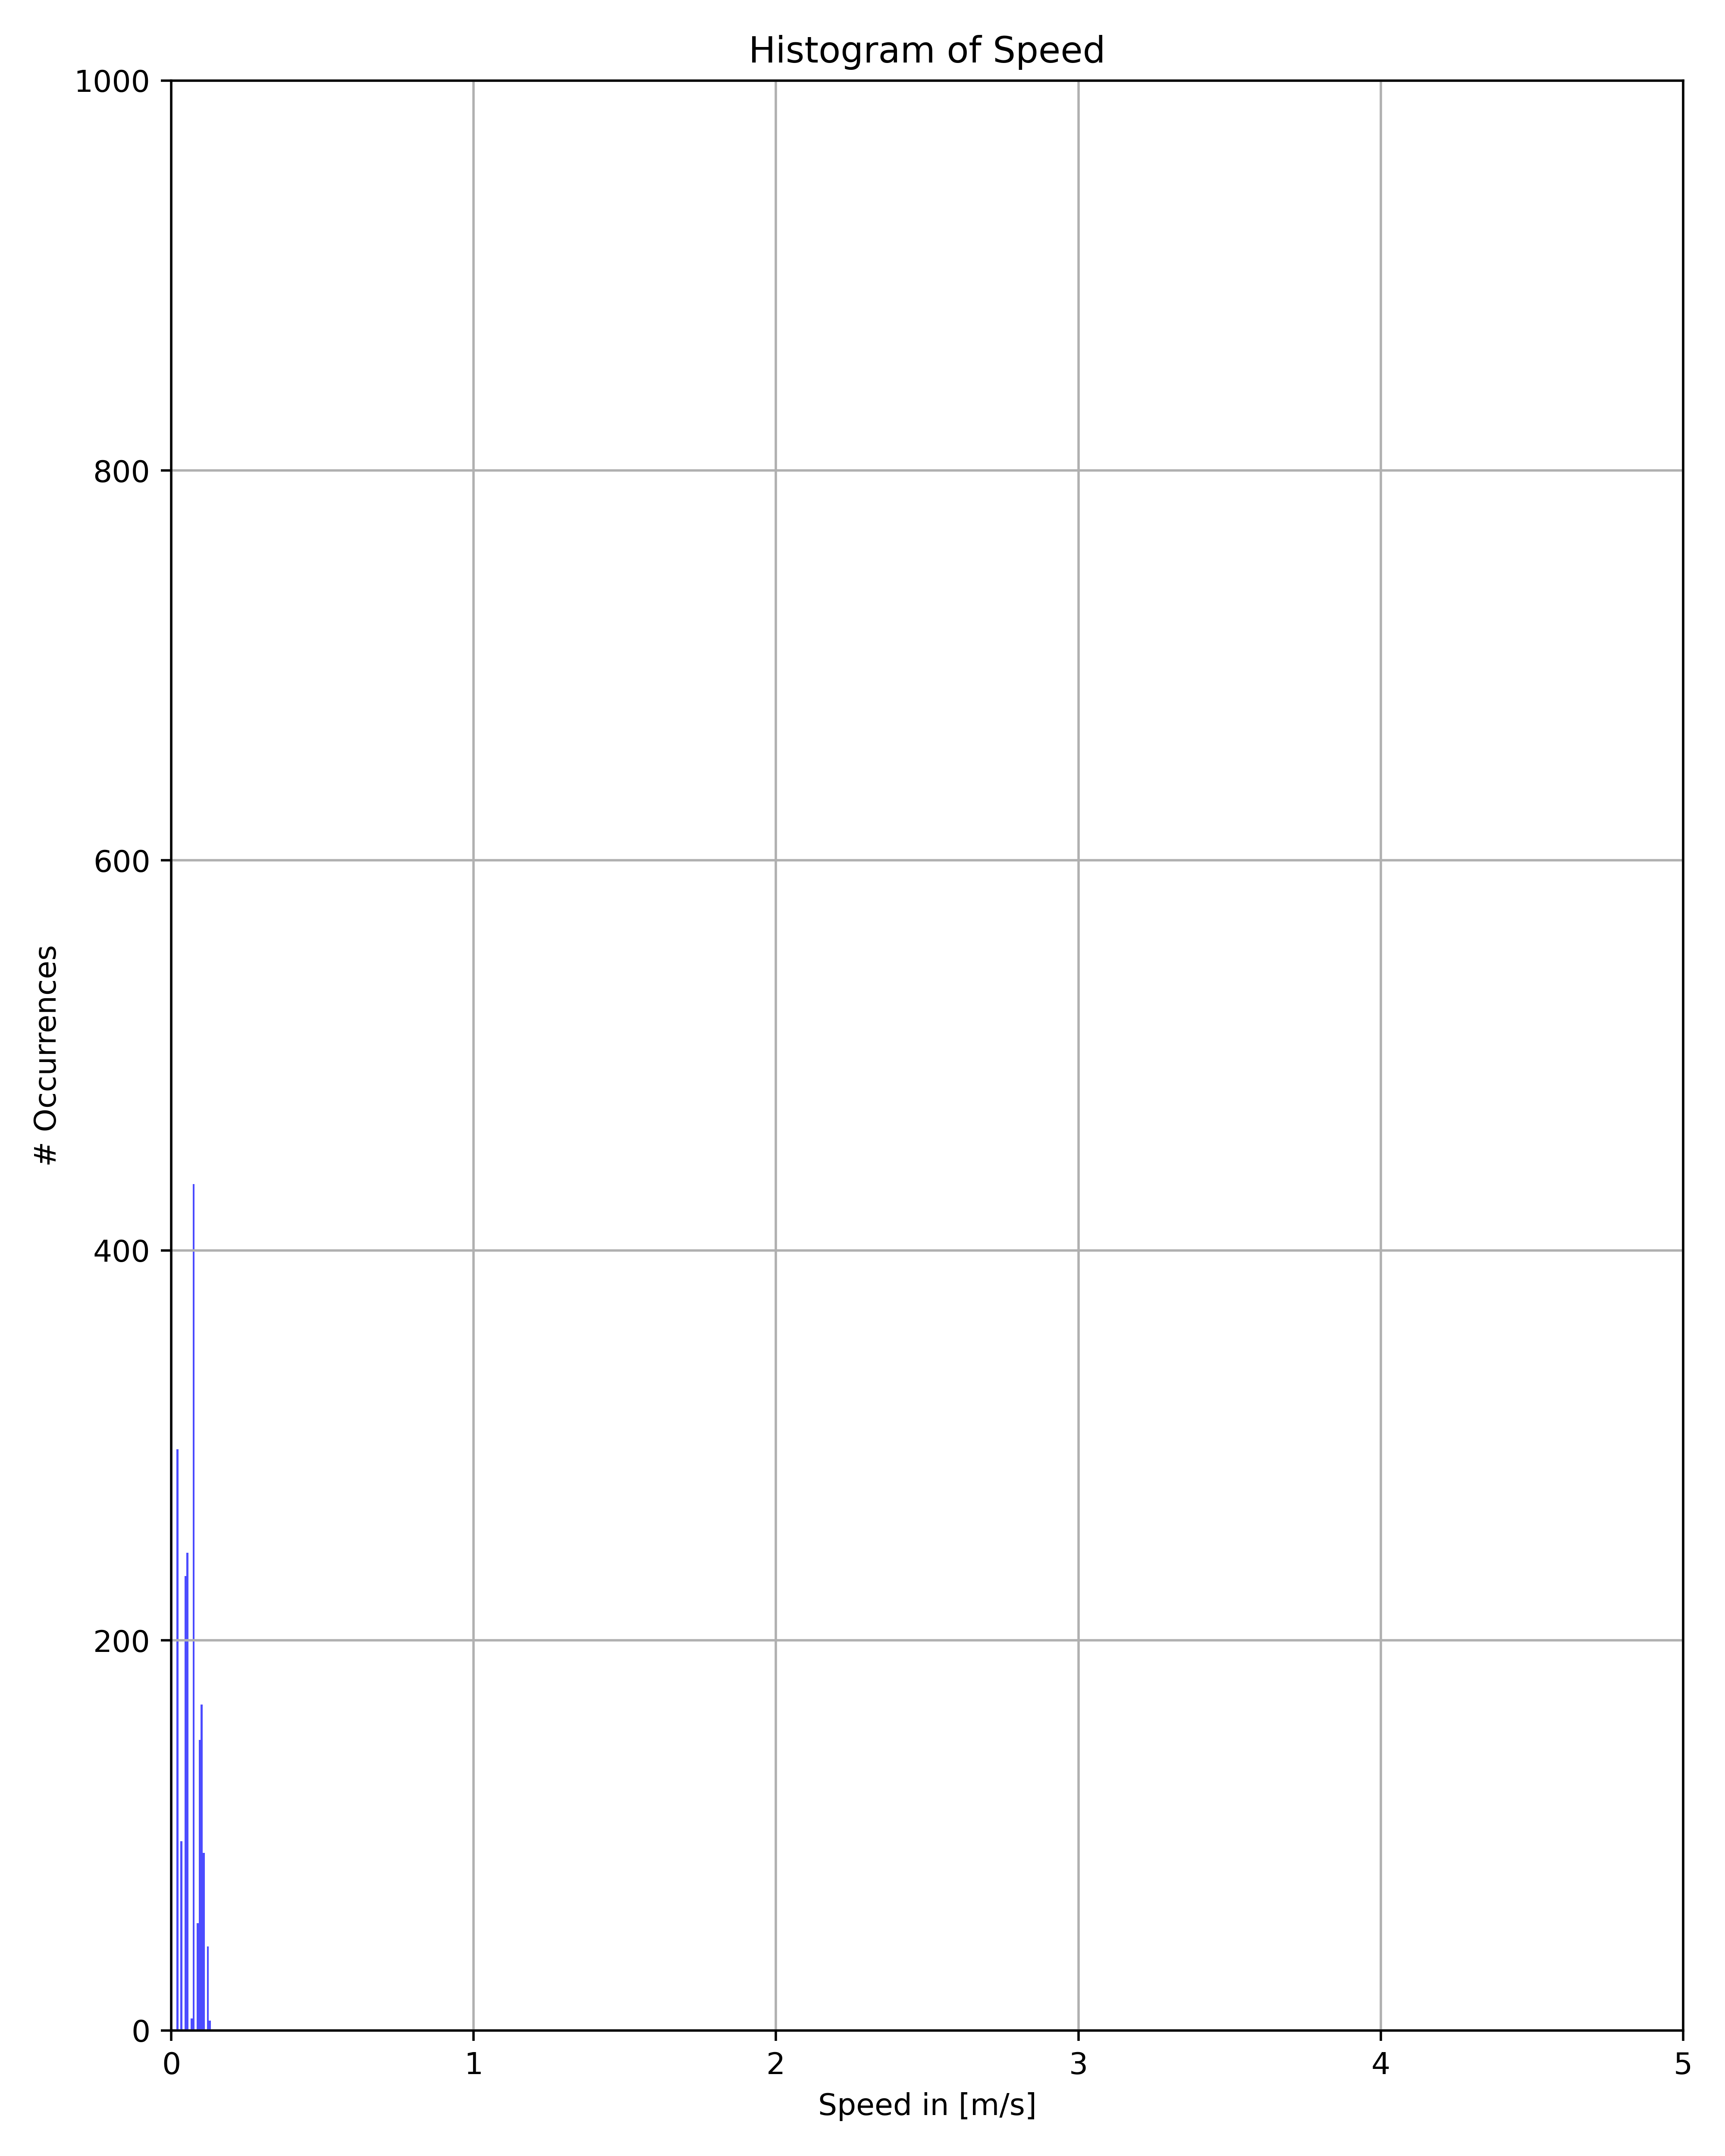 Histogram of Speed
1000
800
600
400
200
0
# Occurrences
0 1 2 3 4 5
Speed in [m/s]